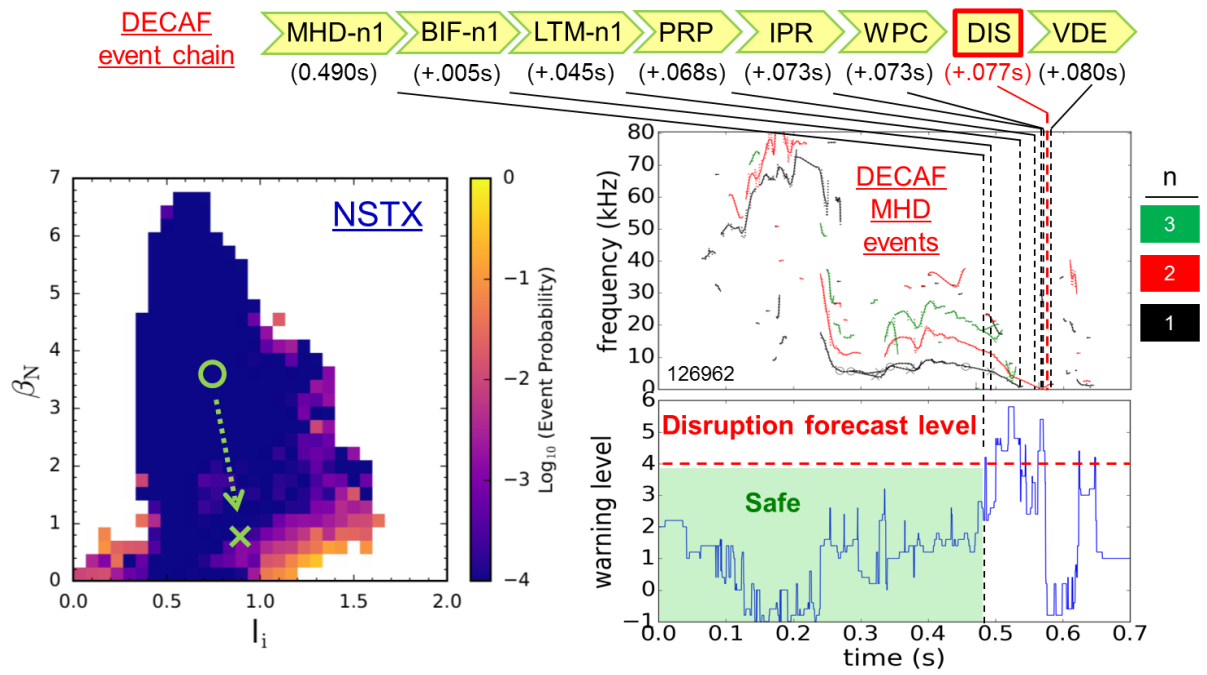 DECAF
event chain
MHD-n1 BIF-n1 LTM-n1 PRP IPR WPC DIS VDE
(0.490s) (+.005s) (+.045s) (+.068s) (+.073s) (+.073s) (+.077s) (+.080s)
7
6
5
4
3
2
1
0
β_N
NSTX
0.0 0.5 1.0 1.5 2.0
l_i
0
−1
−2
−3
−4
Log₁₀ (Event Probability)
80
70
60
50
40
30
20
10
0
frequency (kHz)
DECAF
MHD
events
126962
n
3
2
1
6
5
4
3
2
1
0
−1
warning level
Disruption forecast level
Safe
0.0 0.1 0.2 0.3 0.4 0.5 0.6 0.7
time (s)